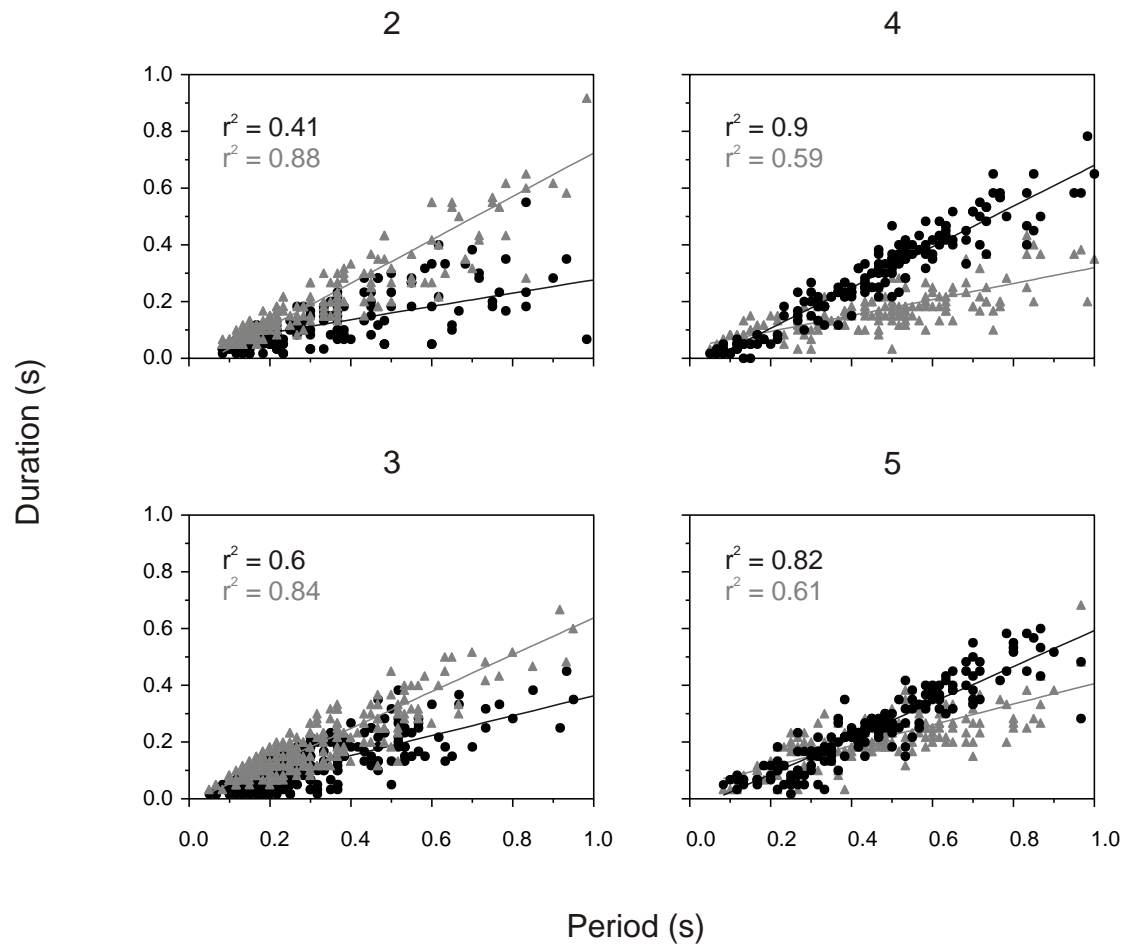 2
4
1.0
0.8
0.6
0.4
0.2
0.0
r² = 0.41
r² = 0.88
r² = 0.9
r² = 0.59
Duration (s)
3
5
1.0
0.8
0.6
0.4
0.2
0.0
r² = 0.6
r² = 0.84
r² = 0.82
r² = 0.61
0.0 0.2 0.4 0.6 0.8 1.0
0.0 0.2 0.4 0.6 0.8 1.0
Period (s)